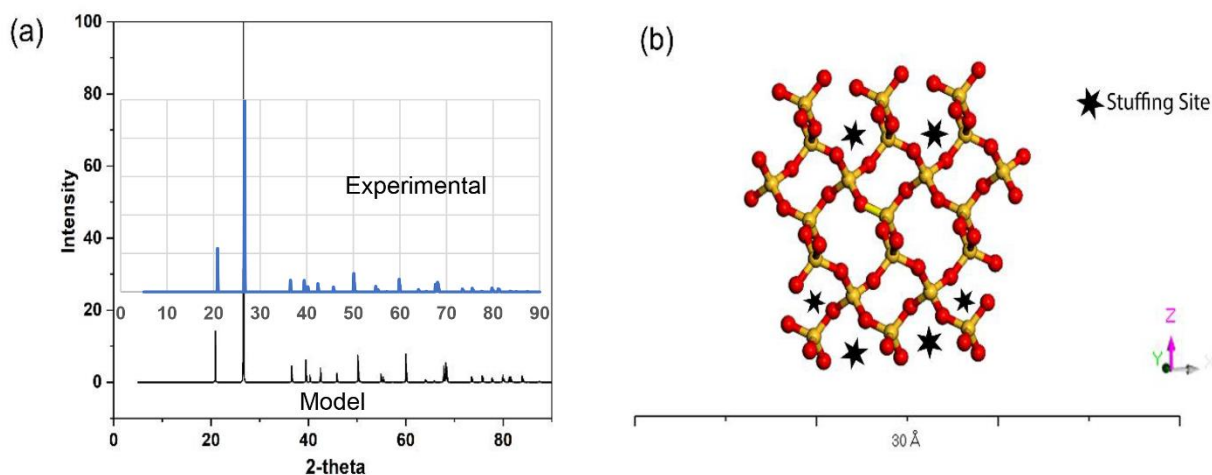 (a)
100
80
60
40
20
0
Intensity
Experimental
0 10 20 30 40 50 60 70 80 90
Model
0 20 40 60 80
2-theta
(b)
Stuffing Site
Z
Y X
30 Å